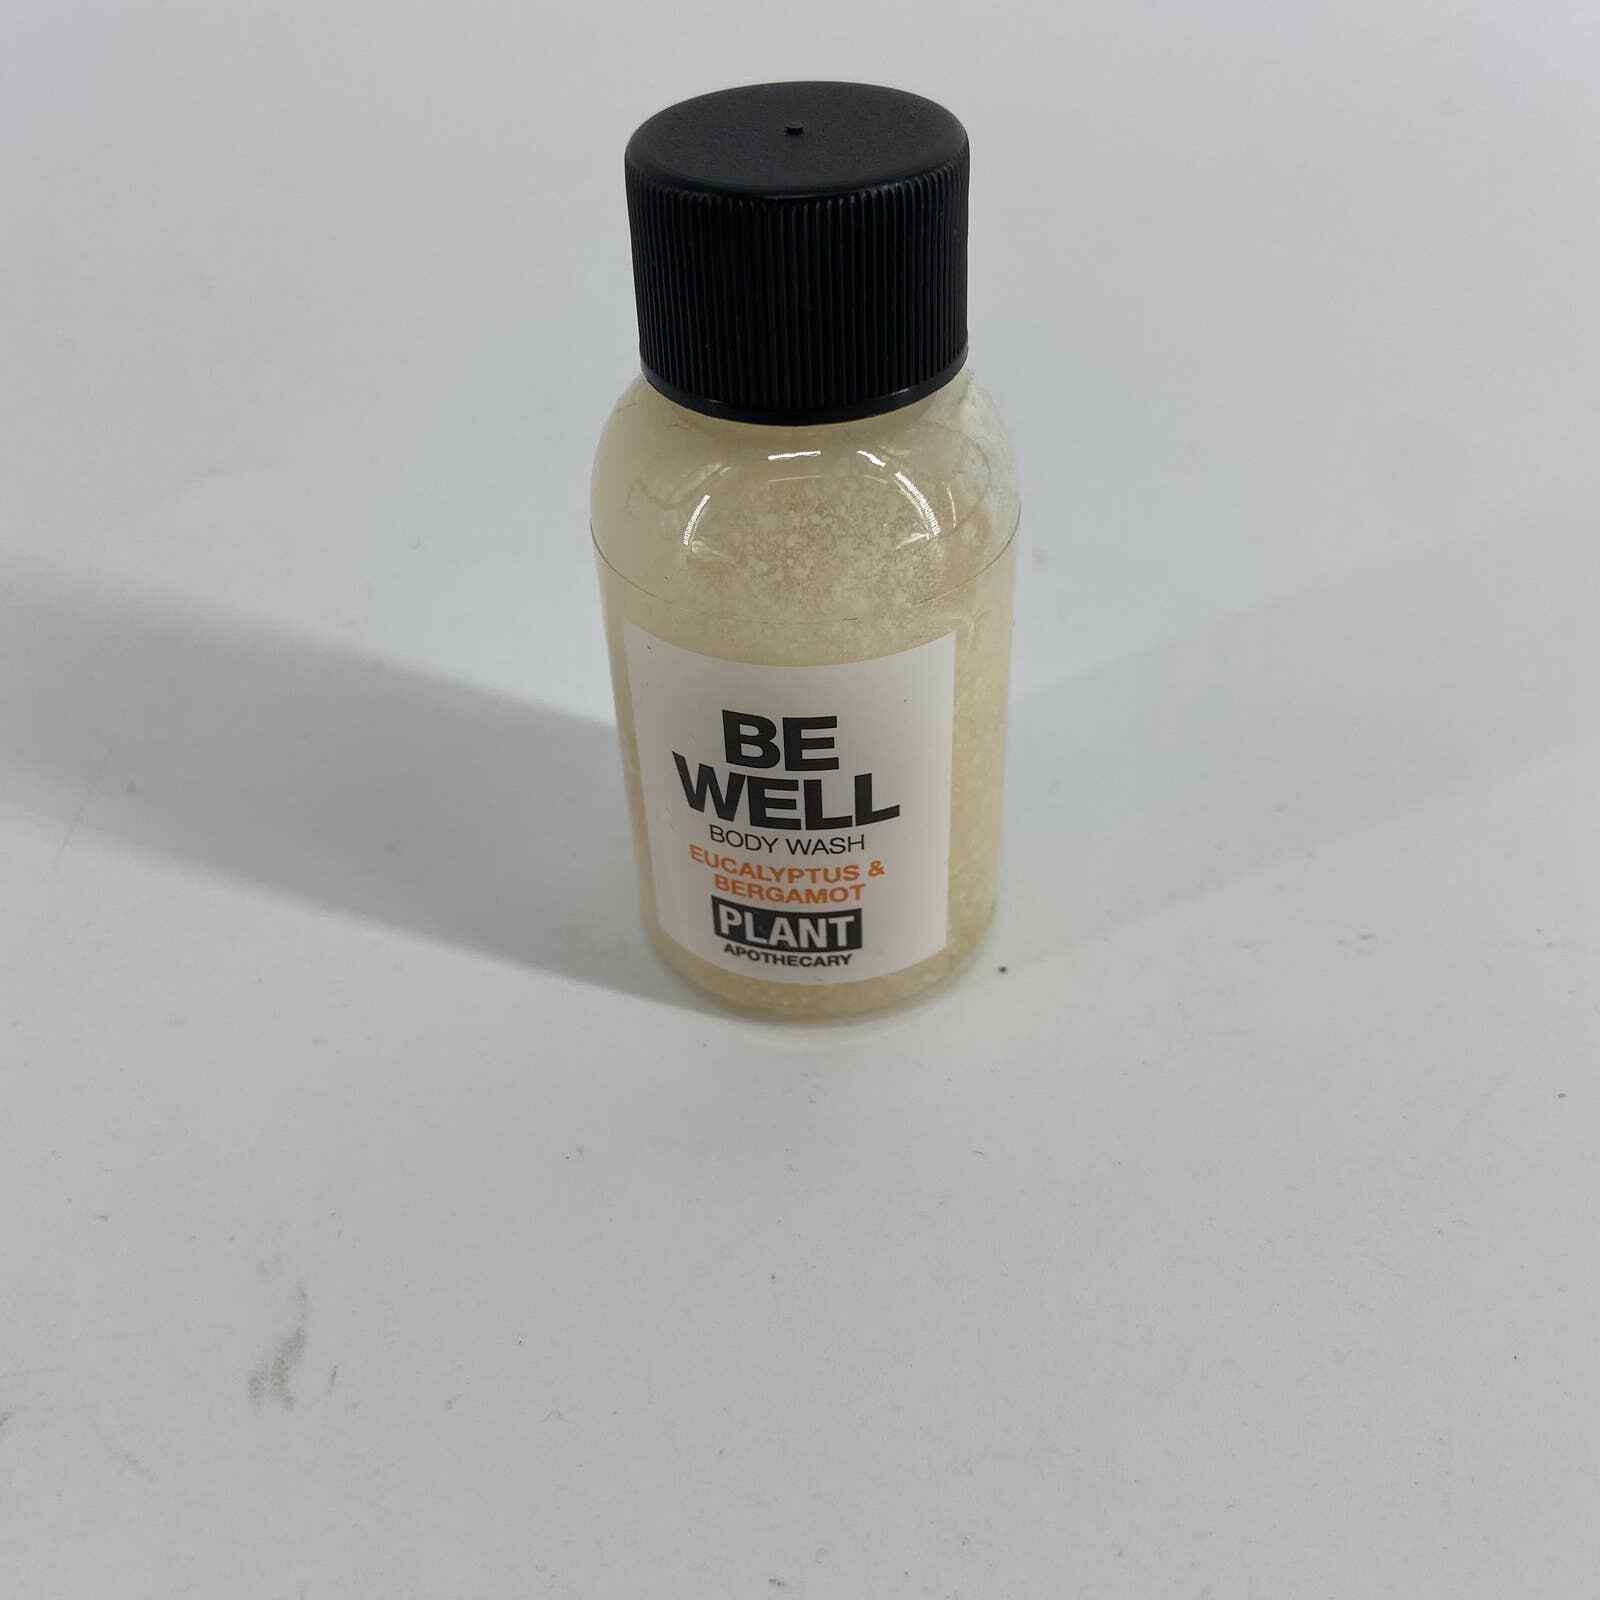 BE
WELL
BODY WASH
EUCALYPTUS &
BERGAMOT
PLANT
APOTHECARY